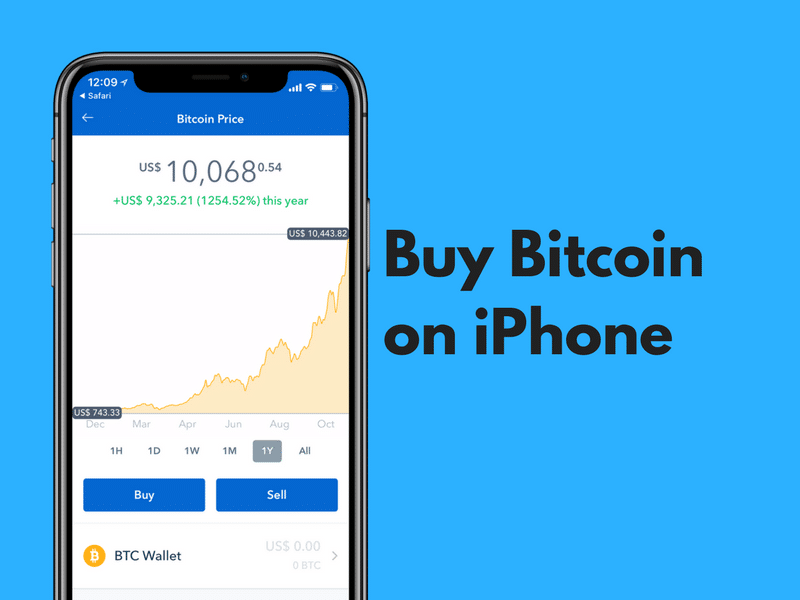 12:09
Safari
Bitcoin Price
US$ 10,068 0.54
+US$ 9,325.21 (1254.52%) this year
US$ 10,443.82
US$ 743.33
Dec Mar Apr Jun Aug Oct
1H 1D 1W 1M 1Y All
Buy Sell
BTC Wallet
US$ 0.00
0 BTC
Buy Bitcoin
on iPhone